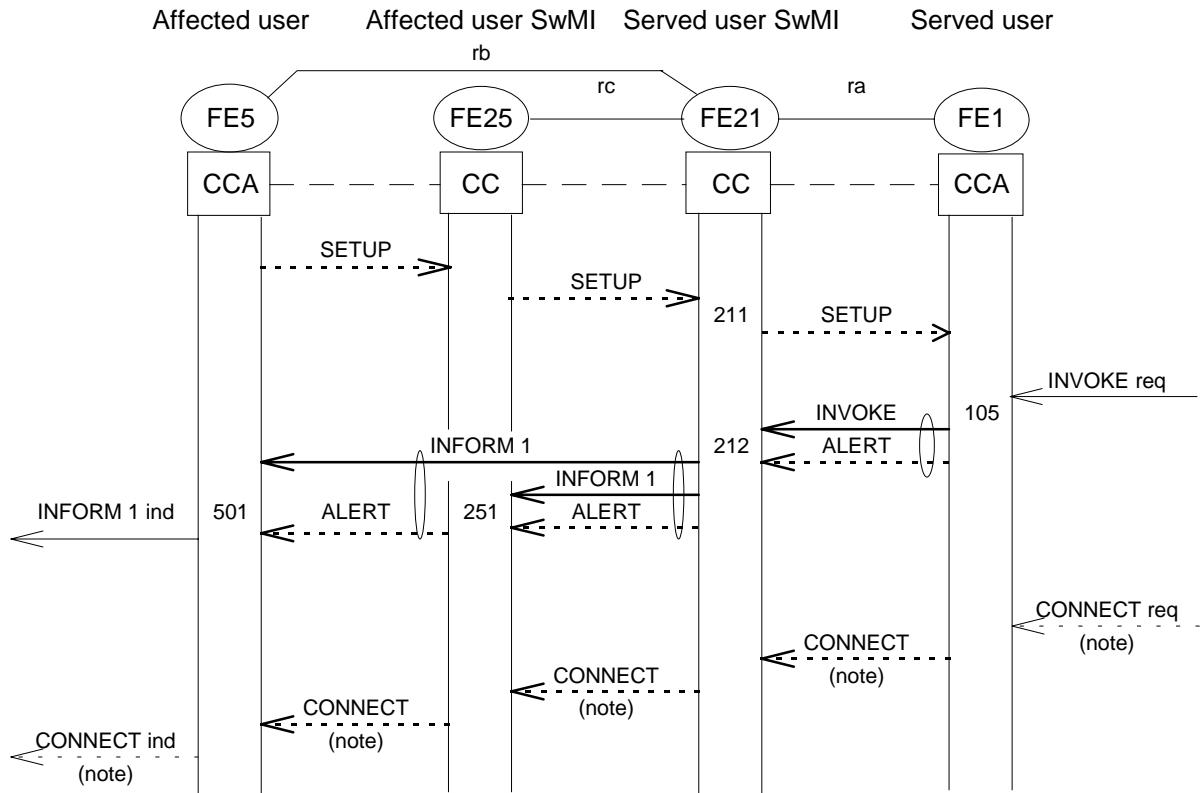 Affected user Affected user SwMI Served user SwMI Served user
rb
rc ra
FE5 FE25 FE21 FE1
CCA CC CC CCA
SETUP
SETUP
211 SETUP
INVOKE req
INVOKE 105
INFORM 1 212 ALERT
INFORM 1
INFORM 1 ind 501 ALERT 251 ALERT
CONNECT req
(note)
CONNECT
(note)
CONNECT
(note)
CONNECT
(note)
CONNECT ind
(note)